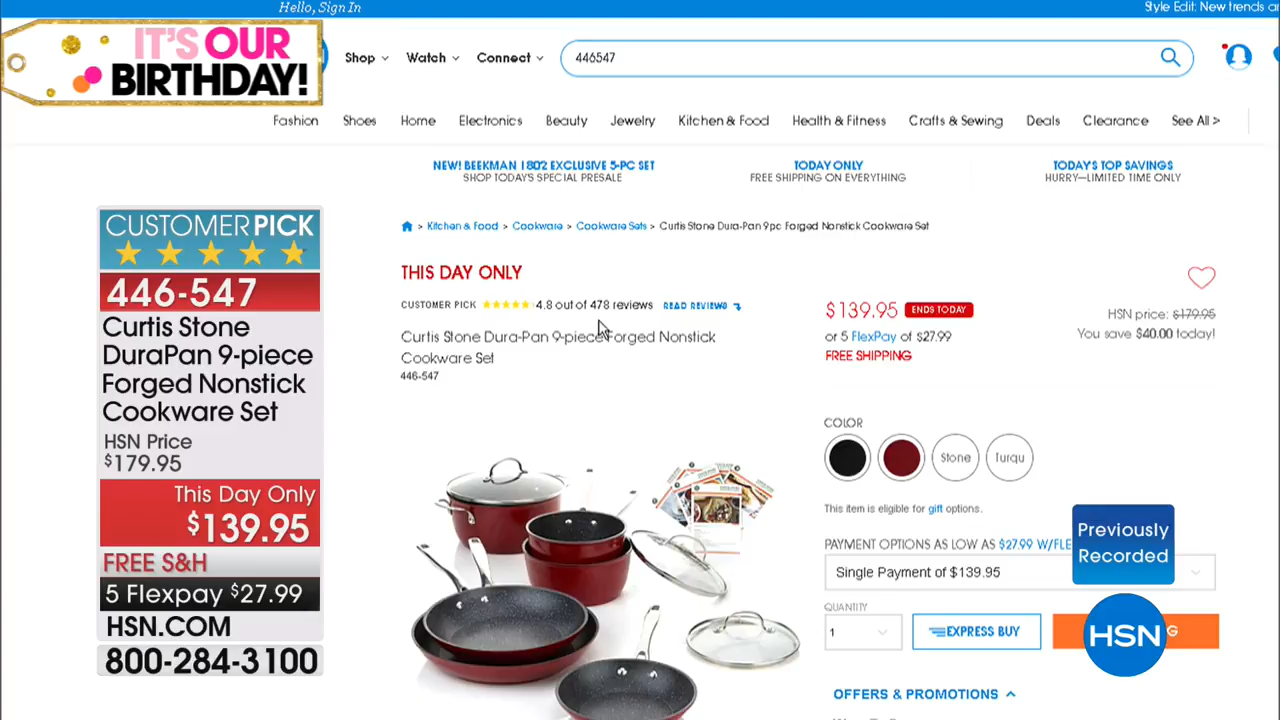 Hello, Sign In
Style Edit: New trends a
IT'S OUR
BIRTHDAY!
Shop
Watch
Connect
446547
Fashion
Shoes
Home
Electronics
Beauty
Jewelry
Kitchen & Food
Health & Fitness
Crafts & Sewing
Deals
Clearance
See All >
NEW! BEEKMAN 1802 EXCLUSIVE 5-PC SET
SHOP TODAY'S SPECIAL PRESALE
TODAY ONLY
FREE SHIPPING ON EVERYTHING
TODAY'S TOP SAVINGS
HURRY—LIMITED TIME ONLY
CUSTOMER PICK
446-547
Curtis Stone
DuraPan 9-piece
Forged Nonstick
Cookware Set
HSN Price
$179.95
This Day Only
$139.95
FREE S&H
5 Flexpay $27.99
HSN.COM
800-284-3100
> Kitchen & Food > Cookware > Cookware Sets > Curtis Stone Dura-Pan 9pc Forged Nonstick Cookware Set
THIS DAY ONLY
CUSTOMER PICK 4.8 out of 478 reviews READ REVIEWS
Curtis Stone Dura-Pan 9-piece Forged Nonstick
Cookware Set
446-547
$139.95 ENDS TODAY
or 5 FlexPay of $27.99
FREE SHIPPING
HSN price: $179.95
You save $40.00 today!
COLOR
Stone
Turqu
This item is eligible for gift options.
PAYMENT OPTIONS AS LOW AS $27.99 W/FLE
Single Payment of $139.95
Previously
Recorded
QUANTITY
1
EXPRESS BUY
HSN
G
OFFERS & PROMOTIONS